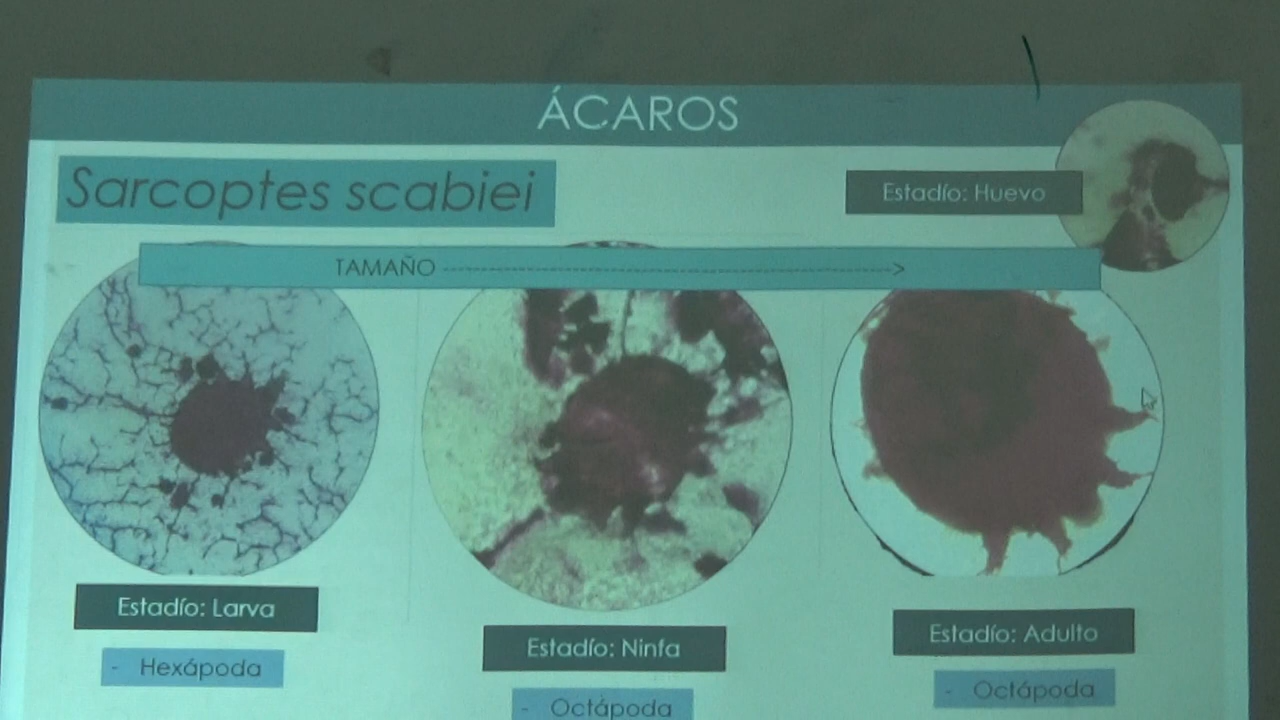 ÁCAROS
Sarcoptes scabiei
Estadío: Huevo
TAMAÑO ---------------------------------------->
Estadío: Larva
- Hexápoda
Estadío: Ninfa
- Octápoda
Estadío: Adulto
- Octápoda